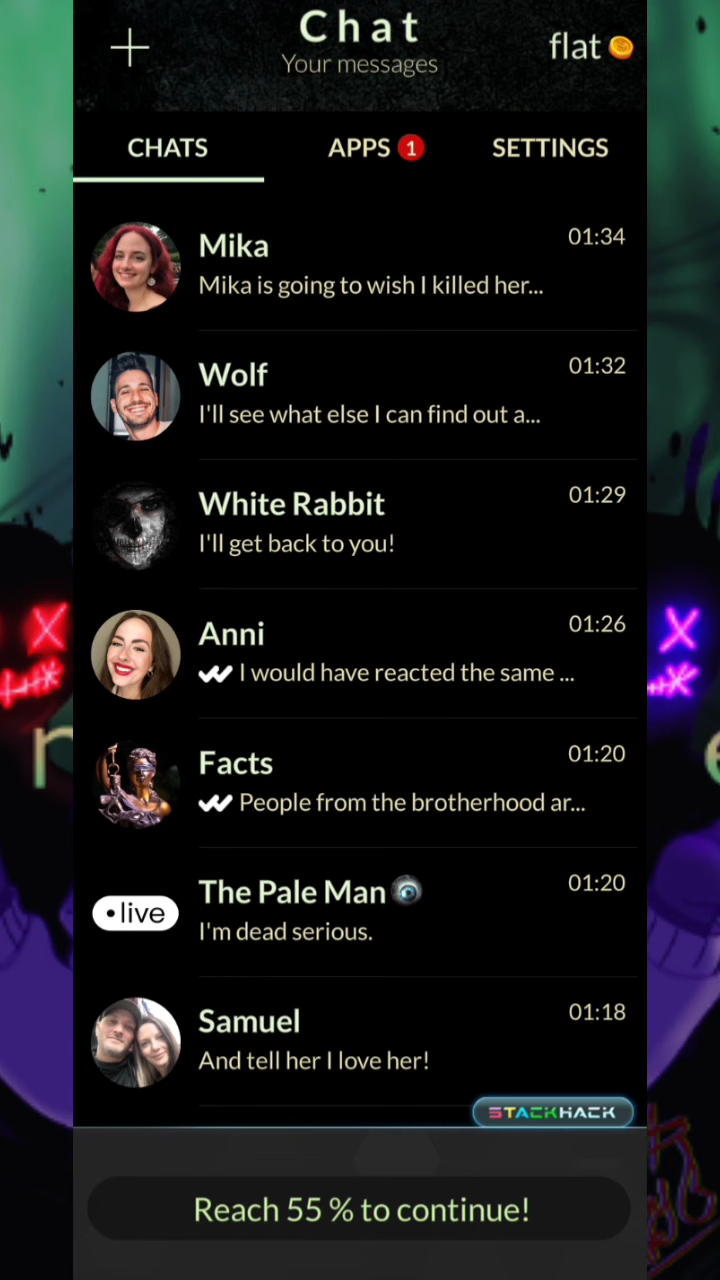 Chat
Your messages
flat
CHATS
APPS 1
SETTINGS
Mika
01:34
Mika is going to wish I killed her...
Wolf
01:32
I'll see what else I can find out a...
White Rabbit
01:29
I'll get back to you!
Anni
01:26
I would have reacted the same ...
Facts
01:20
People from the brotherhood ar...
•live
The Pale Man
01:20
I'm dead serious.
Samuel
01:18
And tell her I love her!
STACKHACK
Reach 55 % to continue!